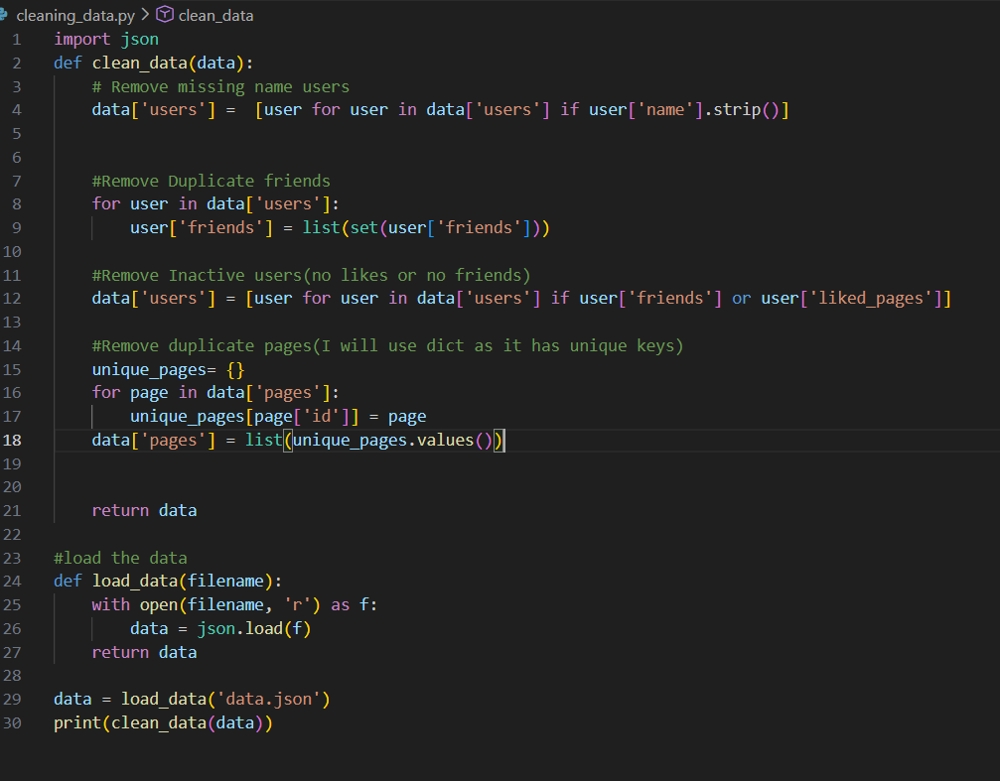 cleaning_data.py > clean_data
1 import json
2 def clean_data(data):
3     # Remove missing name users
4     data['users'] =  [user for user in data['users'] if user['name'].strip()]
5
6
7     #Remove Duplicate friends
8     for user in data['users']:
9         user['friends'] = list(set(user['friends']))
10
11     #Remove Inactive users(no likes or no friends)
12     data['users'] = [user for user in data['users'] if user['friends'] or user['liked_pages']]
13
14     #Remove duplicate pages(I will use dict as it has unique keys)
15     unique_pages= {}
16     for page in data['pages']:
17         unique_pages[page['id']] = page
18     data['pages'] = list(unique_pages.values())
19
20
21     return data
22
23 #load the data
24 def load_data(filename):
25     with open(filename, 'r') as f:
26         data = json.load(f)
27     return data
28
29 data = load_data('data.json')
30 print(clean_data(data))